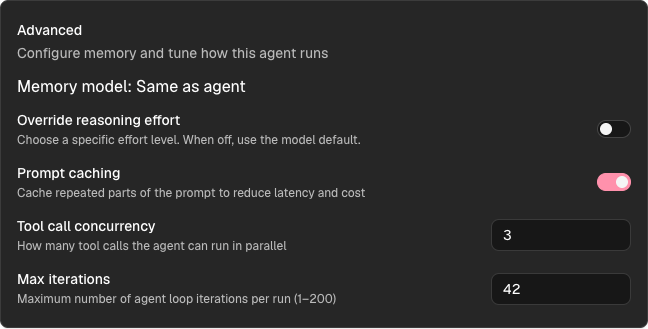 Advanced
Configure memory and tune how this agent runs
Memory model: Same as agent
Override reasoning effort
Choose a specific effort level. When off, use the model default.
Prompt caching
Cache repeated parts of the prompt to reduce latency and cost
Tool call concurrency
How many tool calls the agent can run in parallel
3
Max iterations
Maximum number of agent loop iterations per run (1–200)
42